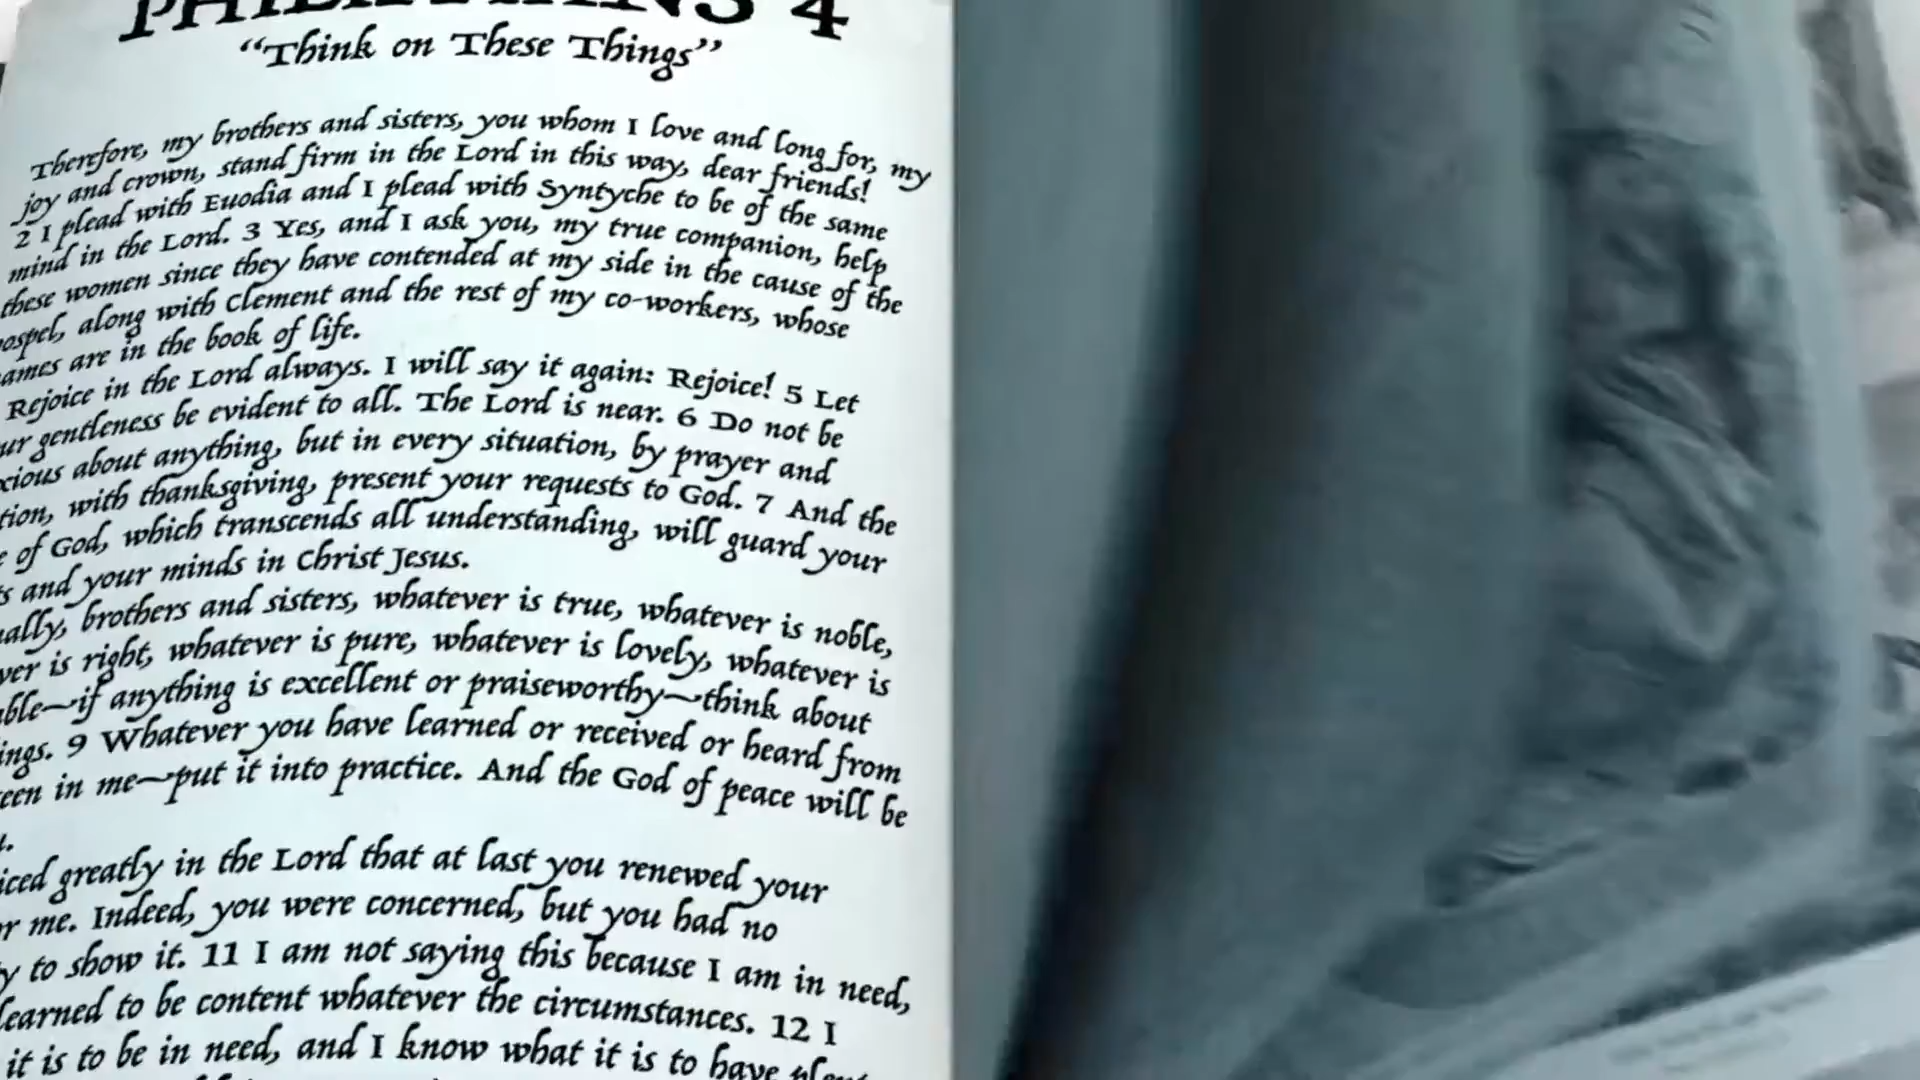 PHILIPPIANS 4
“Think on These Things”
Therefore, my brothers and sisters, you whom I love and long for, my
joy and crown, stand firm in the Lord in this way, dear friends!
2 I plead with Euodia and I plead with Syntyche to be of the same
mind in the Lord. 3 Yes, and I ask you, my true companion, help
these women since they have contended at my side in the cause of the
ospel, along with Clement and the rest of my co-workers, whose
ames are in the book of life.
Rejoice in the Lord always. I will say it again: Rejoice! 5 Let
ur gentleness be evident to all. The Lord is near. 6 Do not be
xious about anything, but in every situation, by prayer and
tion, with thanksgiving, present your requests to God. 7 And the
of God, which transcends all understanding, will guard your
s and your minds in Christ Jesus.
ally, brothers and sisters, whatever is true, whatever is noble,
ver is right, whatever is pure, whatever is lovely, whatever is
ble—if anything is excellent or praiseworthy—think about
ings. 9 Whatever you have learned or received or heard from
een in me—put it into practice. And the God of peace will be
iced greatly in the Lord that at last you renewed your
r me. Indeed, you were concerned, but you had no
y to show it. 11 I am not saying this because I am in need,
learned to be content whatever the circumstances. 12 I
it is to be in need, and I know what it is to have